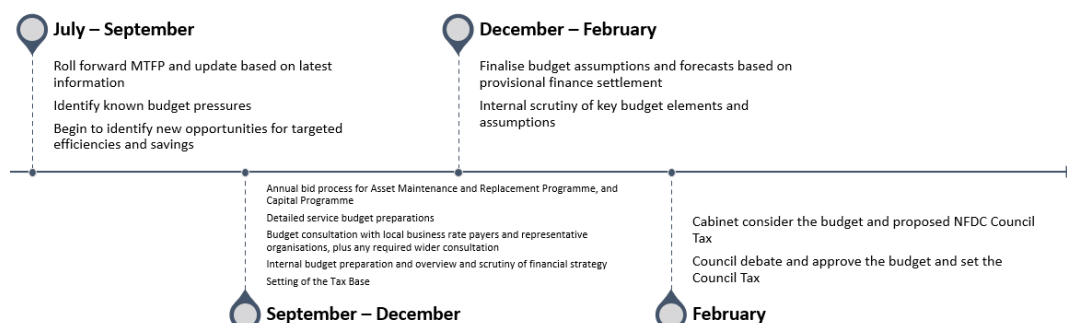 July – September
Roll forward MTFP and update based on latest
information
Identify known budget pressures
Begin to identify new opportunities for targeted
efficiencies and savings
December – February
Finalise budget assumptions and forecasts based on
provisional finance settlement
Internal scrutiny of key budget elements and
assumptions
Annual bid process for Asset Maintenance and Replacement Programme, and
Capital Programme
Detailed service budget preparations
Budget consultation with local business rate payers and representative
organisations, plus any required wider consultation
Internal budget preparation and overview and scrutiny of financial strategy
Setting of the Tax Base
September – December
Cabinet consider the budget and proposed NFDC Council
Tax
Council debate and approve the budget and set the
Council Tax
February